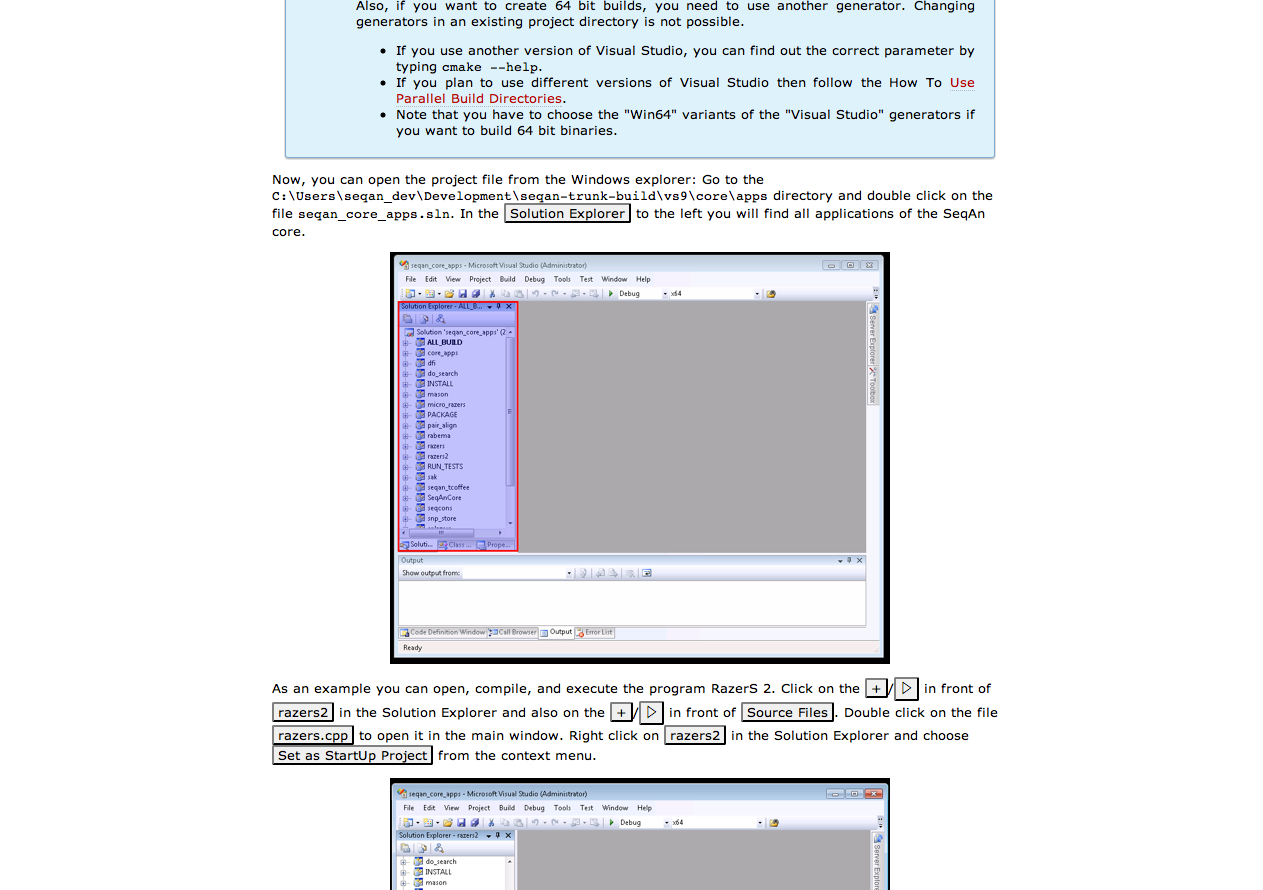 Also, if you want to create 64 bit builds, you need to use another generator. Changing
generators in an existing project directory is not possible.
If you use another version of Visual Studio, you can find out the correct parameter by
typing cmake --help.
If you plan to use different versions of Visual Studio then follow the How To Use
Parallel Build Directories.
Note that you have to choose the "Win64" variants of the "Visual Studio" generators if
you want to build 64 bit binaries.
Now, you can open the project file from the Windows explorer: Go to the
C:\Users\seqan_dev\Development\seqan-trunk-build\vs9\core\apps directory and double click on the
file seqan_core_apps.sln. In the Solution Explorer to the left you will find all applications of the SeqAn
core.
seqan_core_apps - Microsoft Visual Studio (Administrator)
File Edit View Project Build Debug Tools Test Window Help
Debug x64
Solution Explorer - ALL_B...
Solution 'seqan_core_apps' (2
ALL_BUILD
core_apps
dfi
do_search
INSTALL
mason
micro_razers
PACKAGE
pair_align
rabema
razers
razers2
RUN_TESTS
sak
seqan_tcoffee
SeqAnCore
seqcons
snp_store
Soluti... Class ... Prope...
Server Explorer
Toolbox
Output
Show output from:
Code Definition Window Call Browser Output Error List
Ready
As an example you can open, compile, and execute the program RazerS 2. Click on the +/▷ in front of
razers2 in the Solution Explorer and also on the +/▷ in front of Source Files. Double click on the file
razers.cpp to open it in the main window. Right click on razers2 in the Solution Explorer and choose
Set as StartUp Project from the context menu.
seqan_core_apps - Microsoft Visual Studio (Administrator)
File Edit View Project Build Debug Tools Test Window Help
Debug x64
Solution Explorer - razers2
do_search
INSTALL
mason
Server Explore